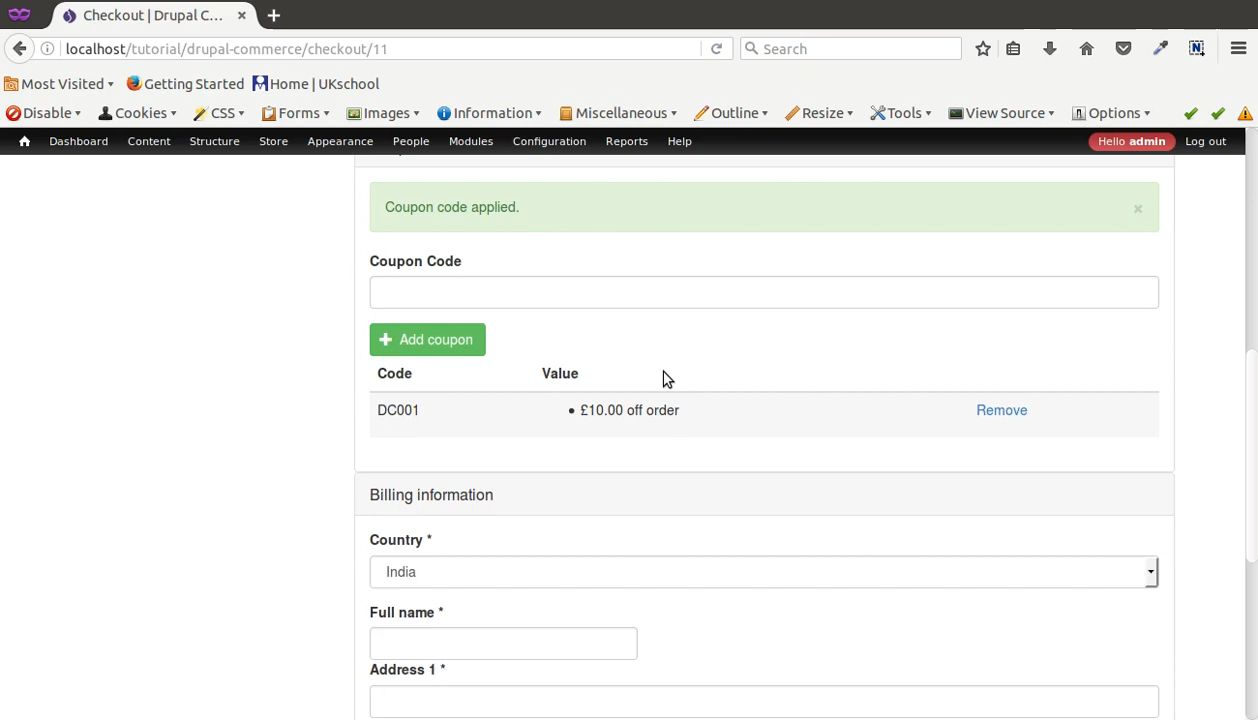 Checkout | Drupal C... ×
localhost/tutorial/drupal-commerce/checkout/11 Search
Most Visited Getting Started Home | UKschool
Disable Cookies CSS Forms Images Information Miscellaneous Outline Resize Tools View Source Options
Dashboard Content Structure Store Appearance People Modules Configuration Reports Help Hello admin Log out
Coupon code applied. ×
Coupon Code
+ Add coupon
Code Value
DC001 • £10.00 off order Remove
Billing information
Country *
India
Full name *
Address 1 *